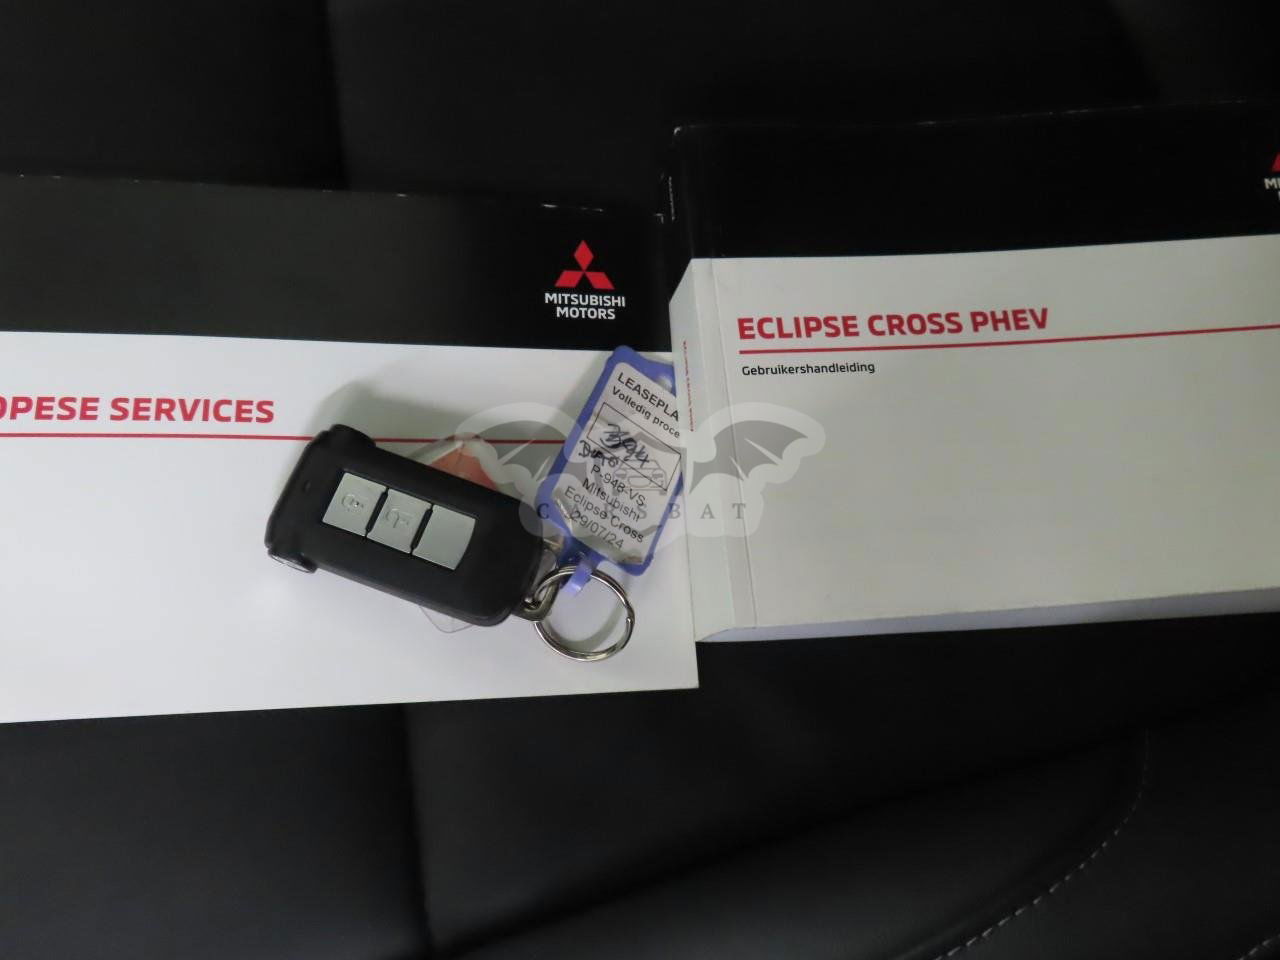 MITSUBISHI
MOTORS
OPESE SERVICES
ECLIPSE CROSS PHEV
Gebruikershandleiding
LEASEPLA
Volledig proce
P-948-VS
Mitsubishi
Eclipse Cross
29/07/24
CARSBAT